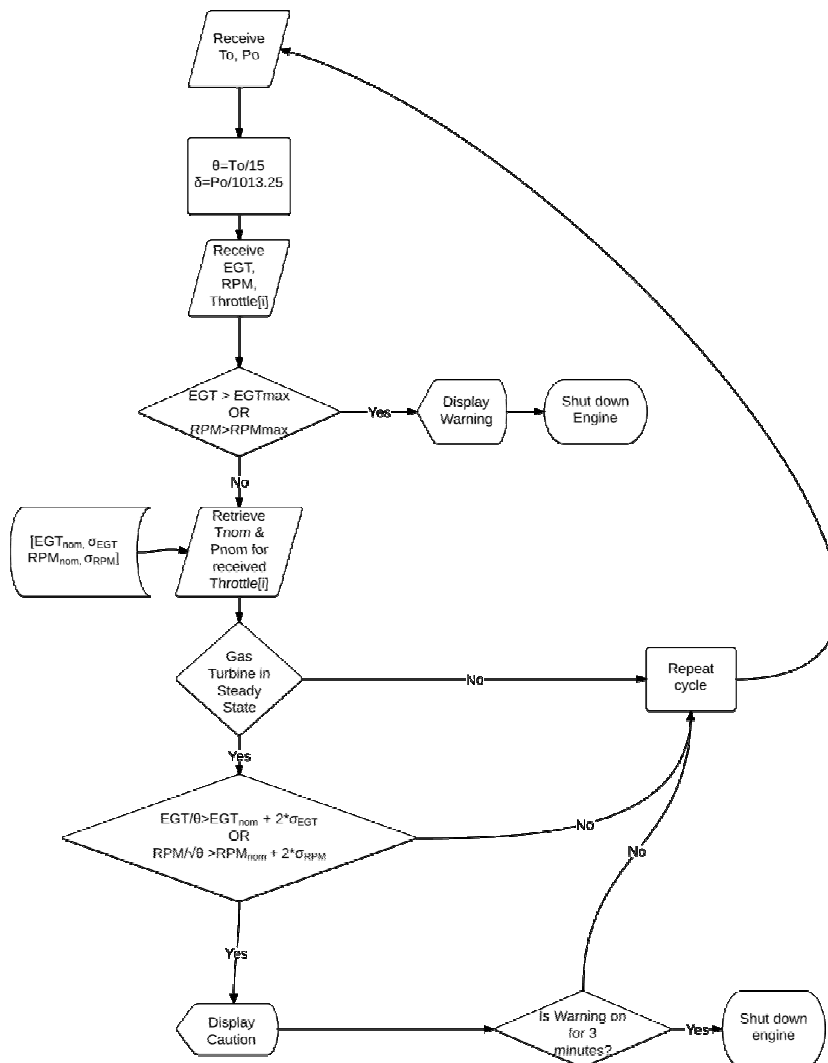 Receive
To, Po
θ=To/15
δ=Po/1013.25
Receive
EGT,
RPM,
Throttle[i]
EGT > EGTmax
OR
RPM>RPMmax
Yes
Display
Warning
Shut down
Engine
No
[EGTnom, σEGT
RPMnom, σRPM]
Retrieve
Tnom &
Pnom for
received
Throttle[i]
Gas
Turbine in
Steady
State
No
Repeat
cycle
Yes
EGT/θ>EGTnom + 2*σEGT
OR
RPM/√θ >RPMnom + 2*σRPM
No
No
Yes
Display
Caution
Is Warning on
for 3
minutes?
Yes
Shut down
engine